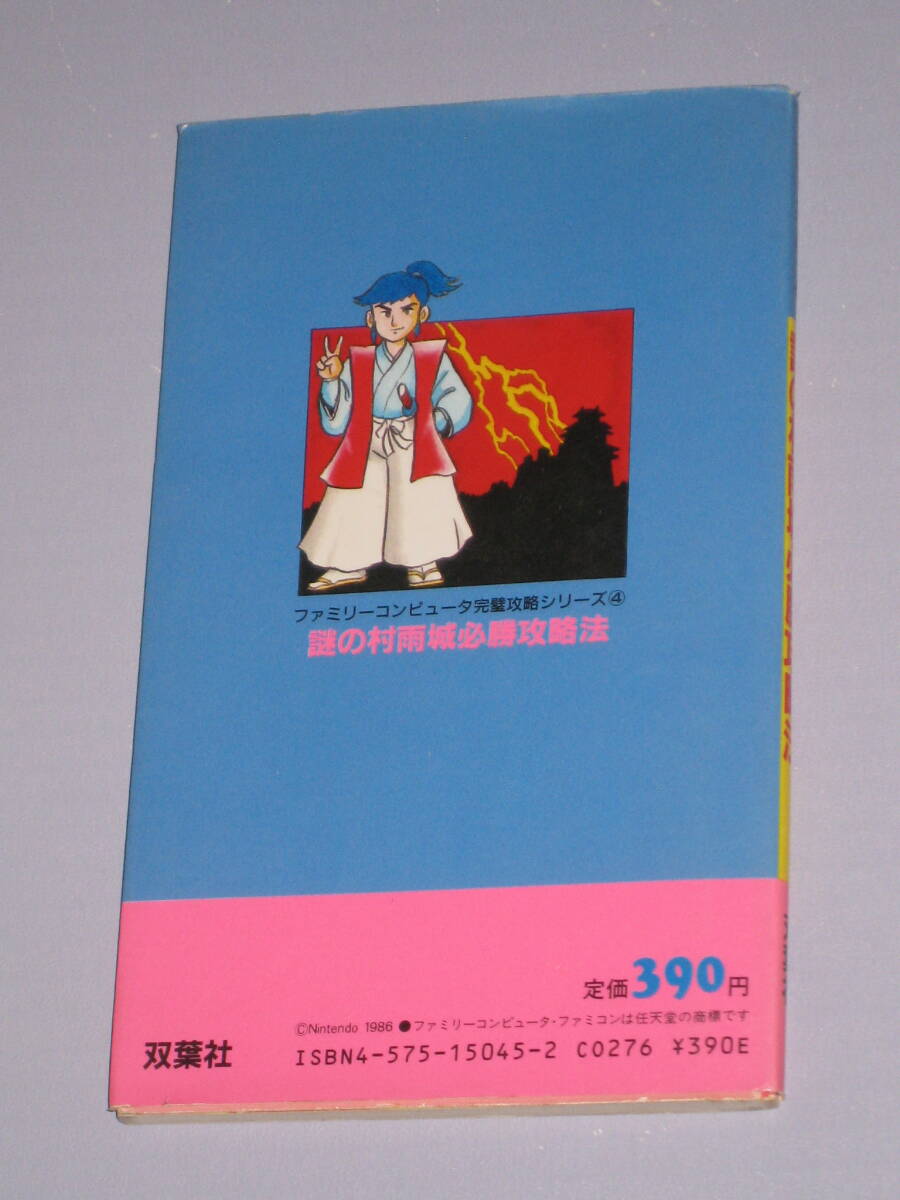 ファミリーコンピュータ完璧攻略シリーズ④
謎の村雨城必勝攻略法
定価390円
©Nintendo 1986 ●ファミリーコンピュータ・ファミコンは任天堂の商標です
双葉社
ISBN4-575-15045-2 C0276 ¥390E